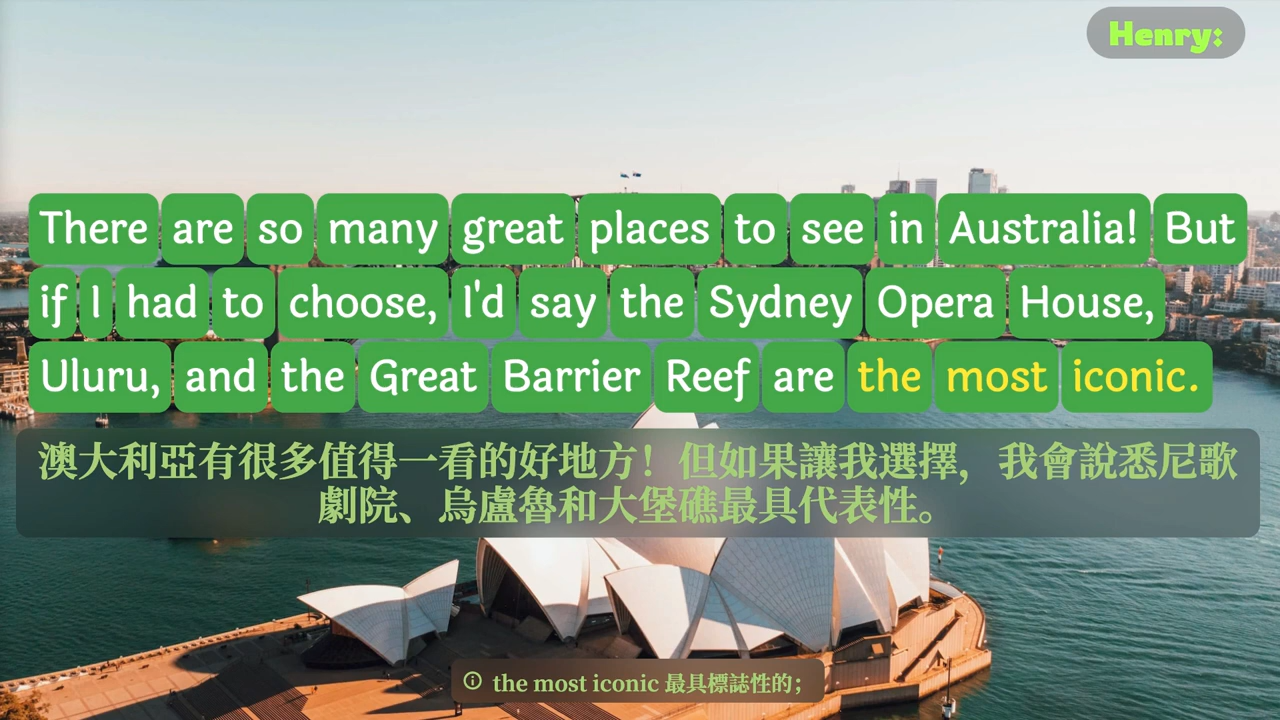 Henry:
There are so many great places to see in Australia! But
if I had to choose, I'd say the Sydney Opera House,
Uluru, and the Great Barrier Reef are the most iconic.
澳大利亞有很多值得一看的好地方！但如果讓我選擇，我會說悉尼歌
劇院、烏盧魯和大堡礁最具代表性。
the most iconic 最具標誌性的；